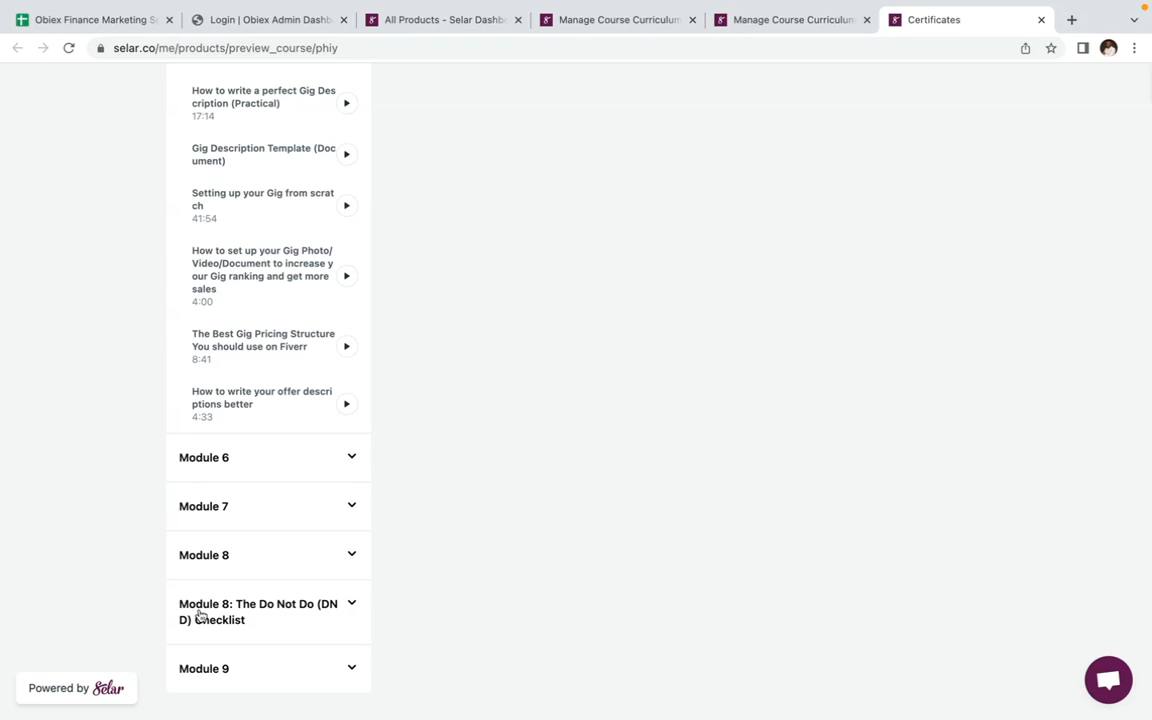 Obiex Finance Marketing S
Login | Obiex Admin Dashb
All Products - Selar Dashbo
Manage Course Curriculum
Manage Course Curriculum
Certificates
selar.co/me/products/preview_course/phiy
How to write a perfect Gig Des
cription (Practical)
17:14
Gig Description Template (Doc
ument)
Setting up your Gig from scrat
ch
41:54
How to set up your Gig Photo/
Video/Document to increase y
our Gig ranking and get more
sales
4:00
The Best Gig Pricing Structure
You should use on Fiverr
8:41
How to write your offer descri
ptions better
4:33
Module 6
Module 7
Module 8
Module 8: The Do Not Do (DN
D) Checklist
Module 9
Powered by Selar